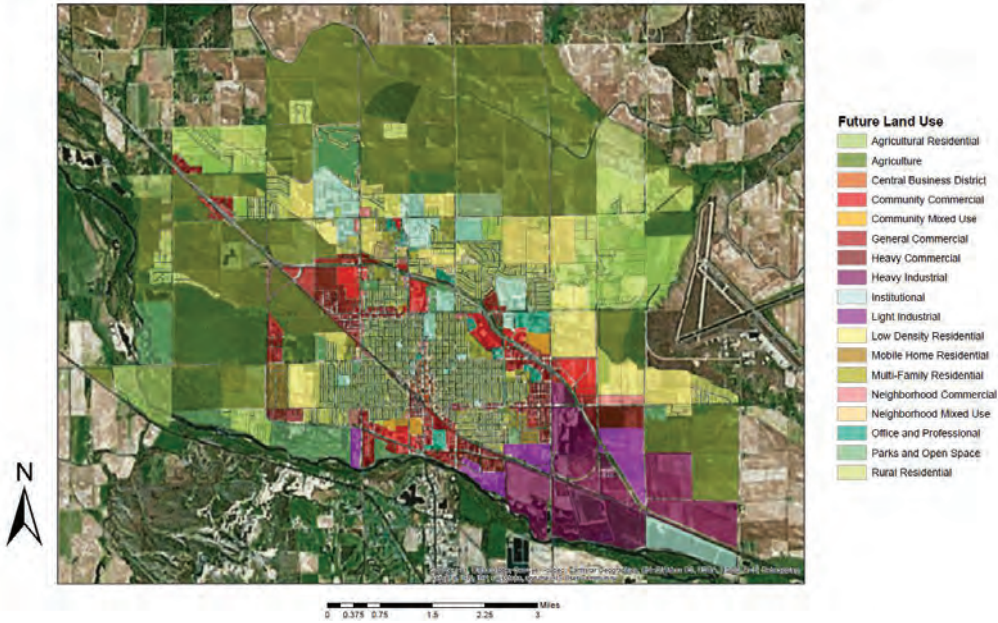 Future Land Use
Agricultural Residential
Agriculture
Central Business District
Community Commercial
Community Mixed Use
General Commercial
Heavy Commercial
Heavy Industrial
Institutional
Light Industrial
Low Density Residential
Mobile Home Residential
Multi-Family Residential
Neighborhood Commercial
Neighborhood Mixed Use
Office and Professional
Parks and Open Space
Rural Residential
N
Miles
0 0.375 0.75 1.5 2.25 3